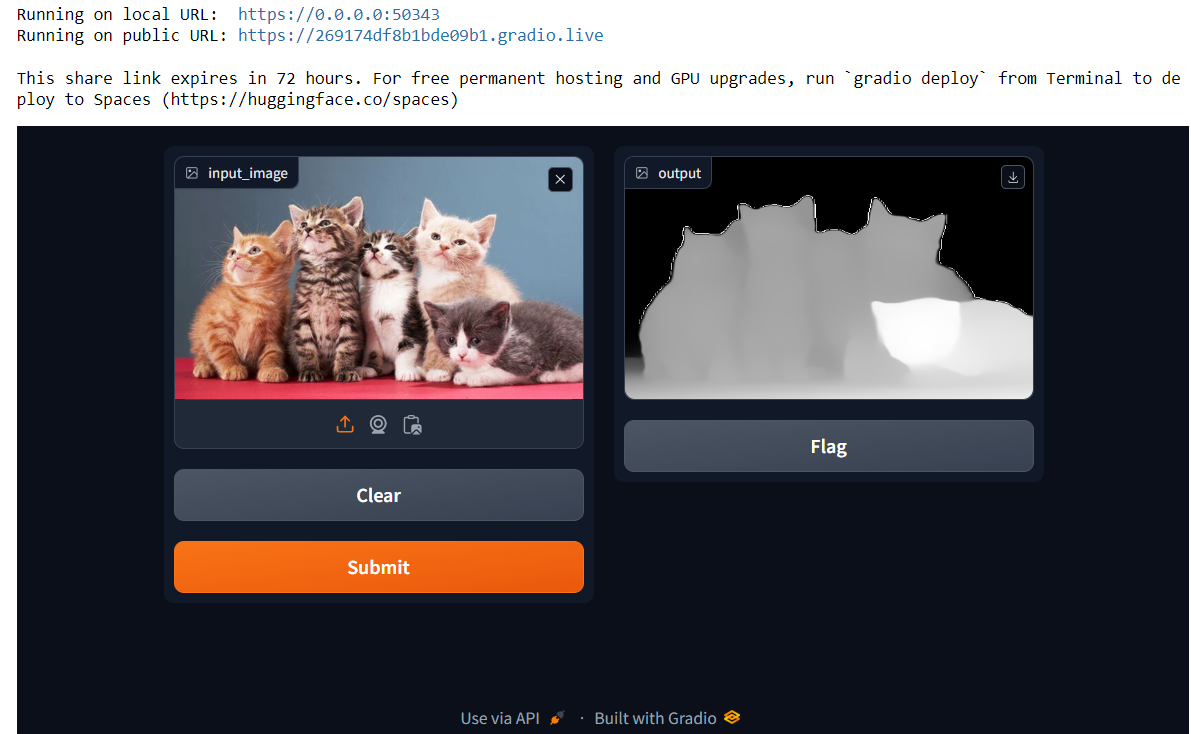 Running on local URL:  https://0.0.0.0:50343
Running on public URL: https://269174df8b1bde09b1.gradio.live
This share link expires in 72 hours. For free permanent hosting and GPU upgrades, run `gradio deploy` from Terminal to de
ploy to Spaces (https://huggingface.co/spaces)
input_image
output
Flag
Clear
Submit
Use via API · Built with Gradio